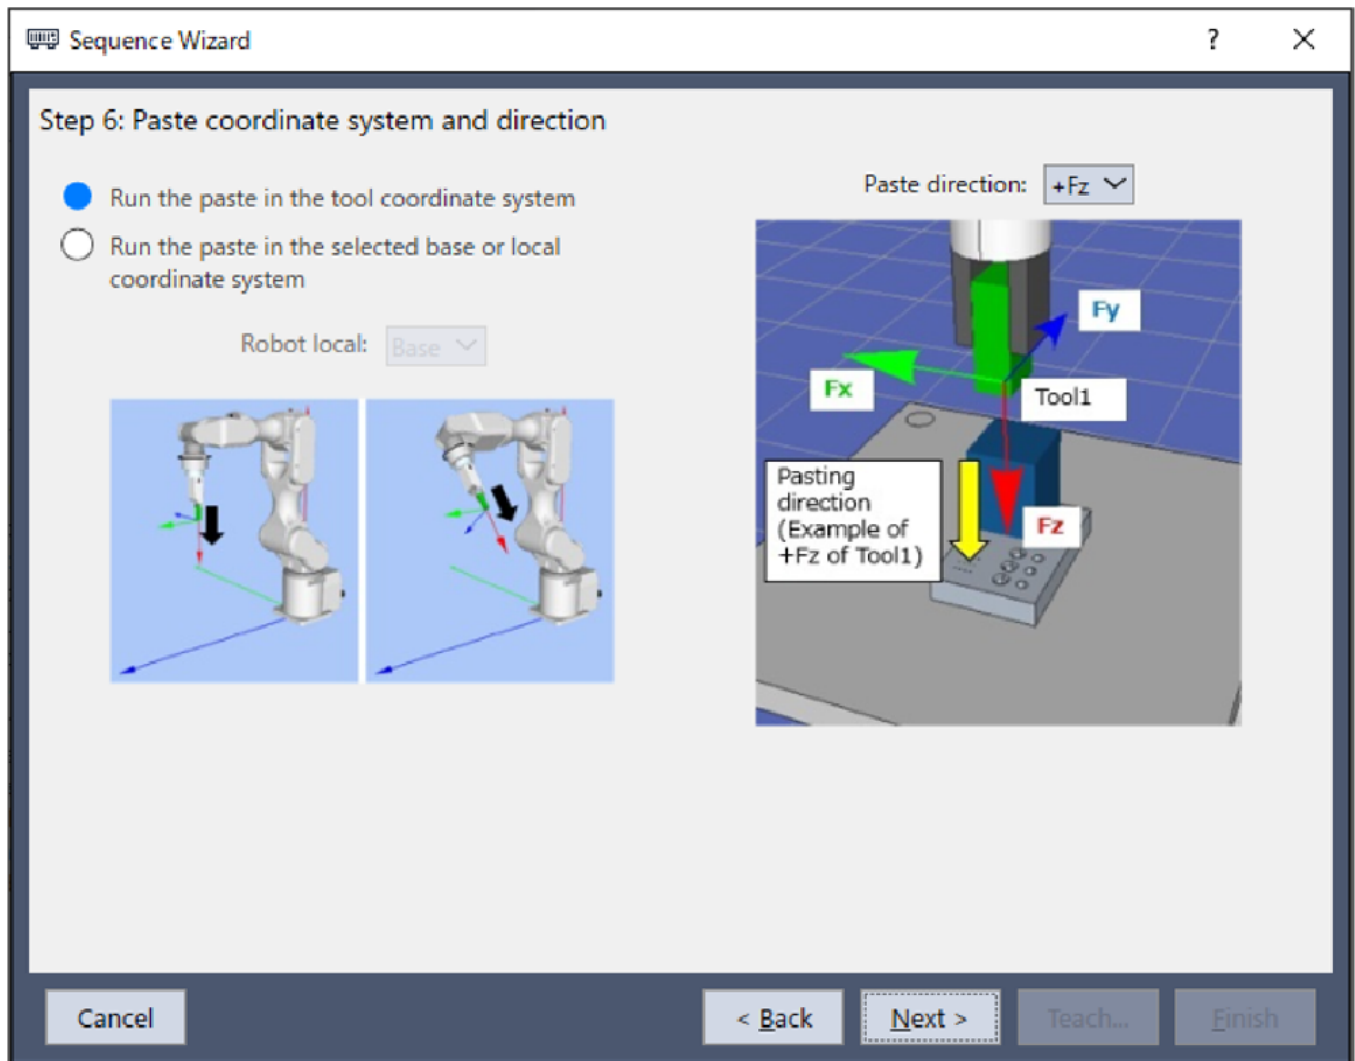 Sequence Wizard
?
Step 6: Paste coordinate system and direction
Run the paste in the tool coordinate system
Run the paste in the selected base or local
coordinate system
Robot local:
Base
Paste direction:
+Fz
Fy
Fx
Tool1
Pasting
direction
(Example of
+Fz of Tool1)
Fz
Cancel
< Back
Next >
Teach...
Finish